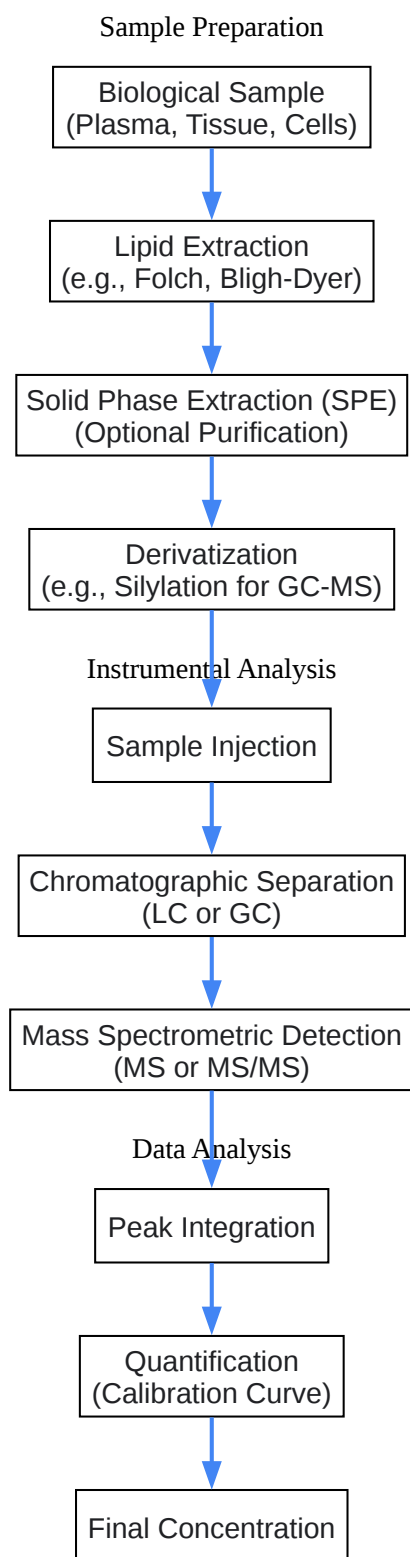 Sample Preparation
Biological Sample
(Plasma, Tissue, Cells)
Lipid Extraction
(e.g., Folch, Bligh-Dyer)
Solid Phase Extraction (SPE)
(Optional Purification)
Derivatization
(e.g., Silylation for GC-MS)
Instrumental Analysis
Sample Injection
Chromatographic Separation
(LC or GC)
Mass Spectrometric Detection
(MS or MS/MS)
Data Analysis
Peak Integration
Quantification
(Calibration Curve)
Final Concentration